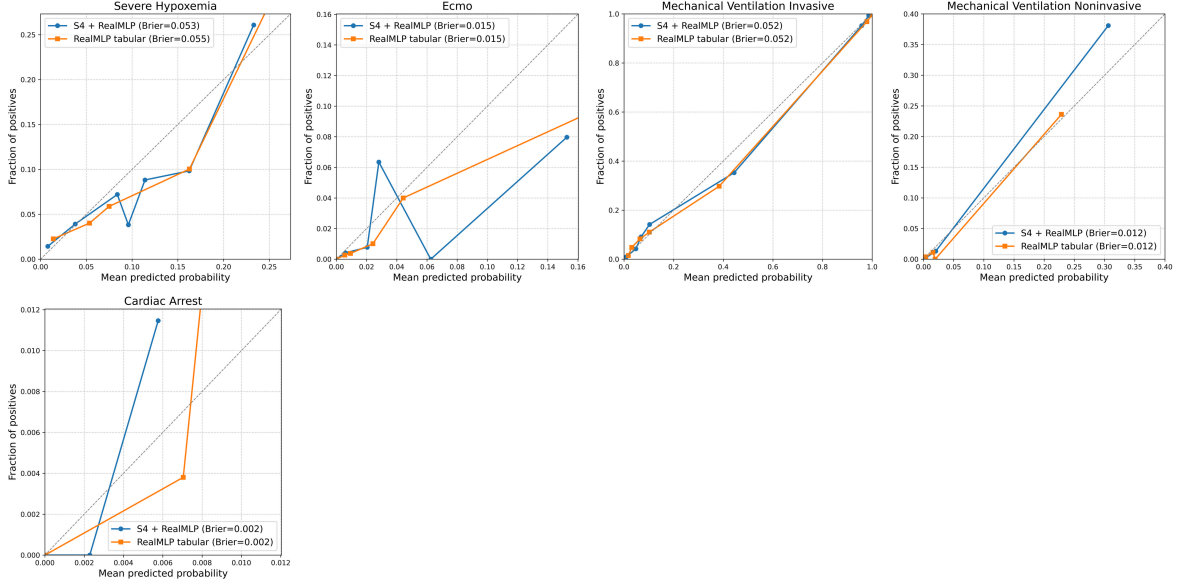 Severe Hypoxemia
S4 + RealMLP (Brier=0.053)
RealMLP tabular (Brier=0.055)
Fraction of positives
0.25
0.20
0.15
0.10
0.05
0.00
0.00 0.05 0.10 0.15 0.20 0.25
Mean predicted probability
Ecmo
S4 + RealMLP (Brier=0.015)
RealMLP tabular (Brier=0.015)
Fraction of positives
0.16
0.14
0.12
0.10
0.08
0.06
0.04
0.02
0.00
0.00 0.02 0.04 0.06 0.08 0.10 0.12 0.14 0.16
Mean predicted probability
Mechanical Ventilation Invasive
S4 + RealMLP (Brier=0.052)
RealMLP tabular (Brier=0.052)
Fraction of positives
1.0
0.8
0.6
0.4
0.2
0.0
0.0 0.2 0.4 0.6 0.8 1.0
Mean predicted probability
Mechanical Ventilation Noninvasive
Fraction of positives
0.40
0.35
0.30
0.25
0.20
0.15
0.10
0.05
0.00
S4 + RealMLP (Brier=0.012)
RealMLP tabular (Brier=0.012)
0.00 0.05 0.10 0.15 0.20 0.25 0.30 0.35 0.40
Mean predicted probability
Cardiac Arrest
Fraction of positives
0.012
0.010
0.008
0.006
0.004
0.002
0.000
S4 + RealMLP (Brier=0.002)
RealMLP tabular (Brier=0.002)
0.000 0.002 0.004 0.006 0.008 0.010 0.012
Mean predicted probability